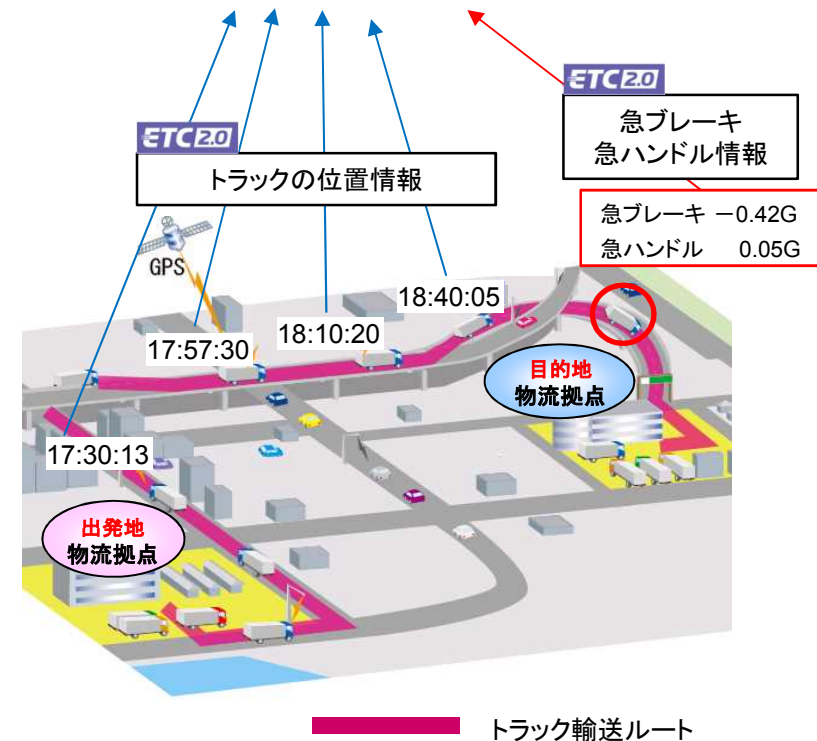 ETC2.0
急ブレーキ
急ハンドル情報
ETC2.0
トラックの位置情報
急ブレーキ －0.42G
急ハンドル 0.05G
GPS
18:40:05
18:10:20
17:57:30
目的地
物流拠点
17:30:13
出発地
物流拠点
トラック輸送ルート